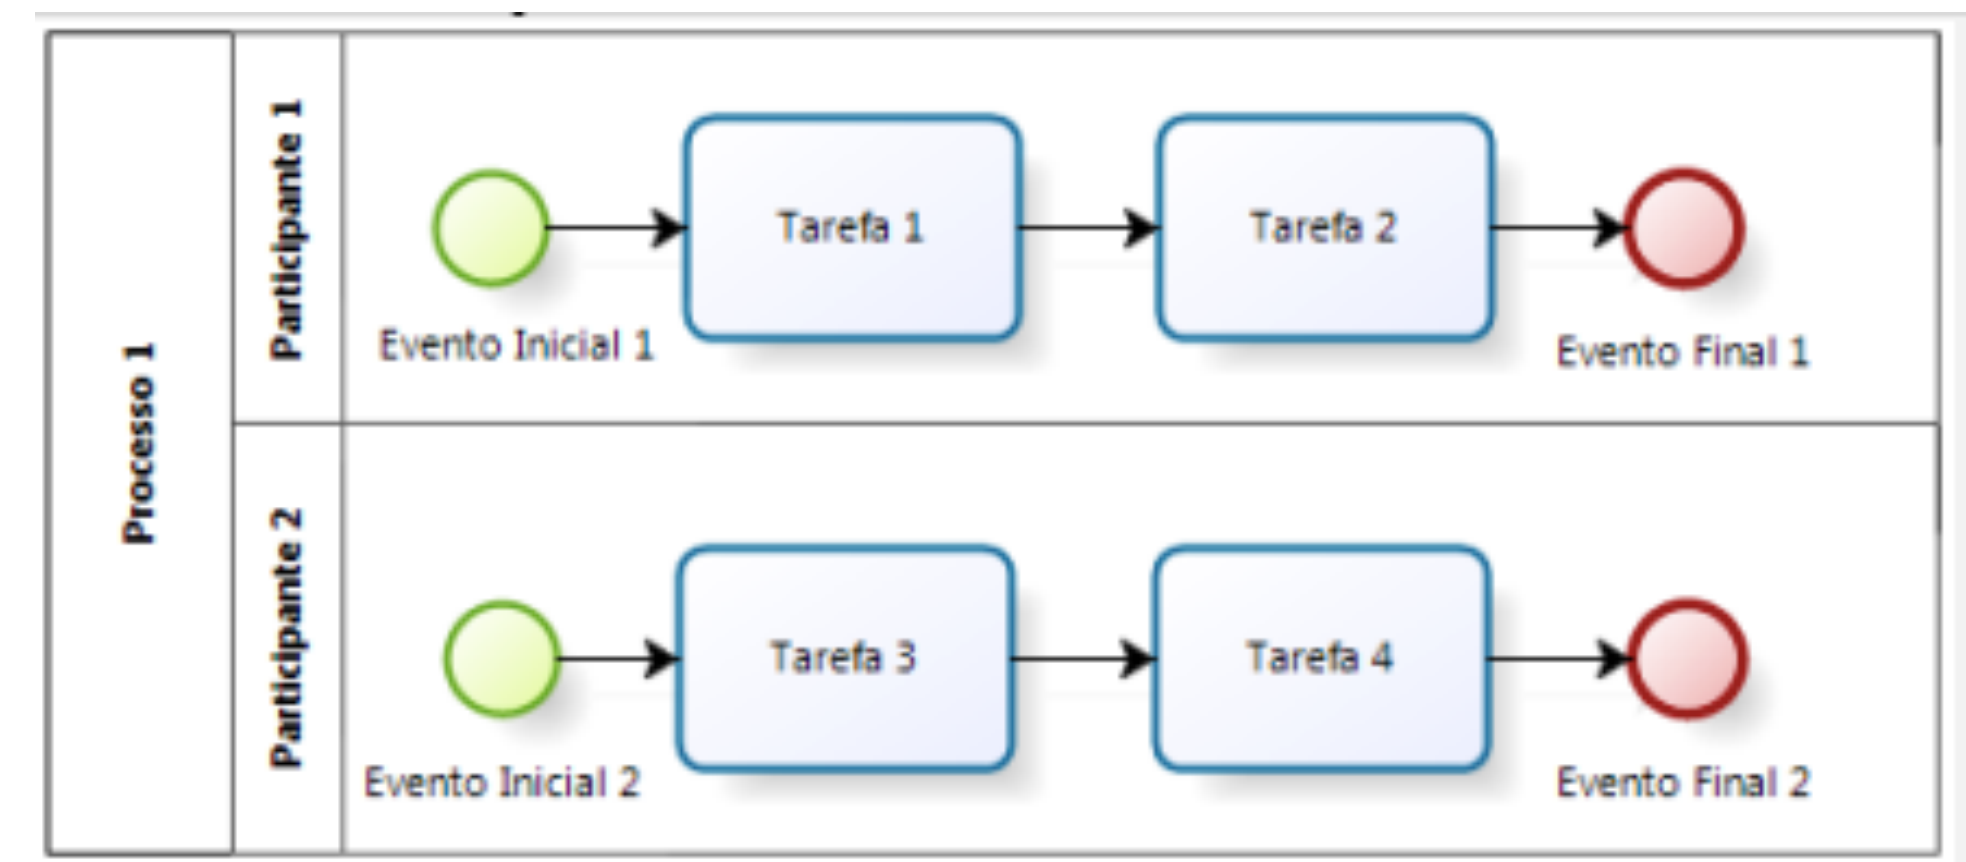 Processo 1
Participante 1
Tarefa 1
Tarefa 2
Evento Inicial 1
Evento Final 1
Participante 2
Tarefa 3
Tarefa 4
Evento Inicial 2
Evento Final 2